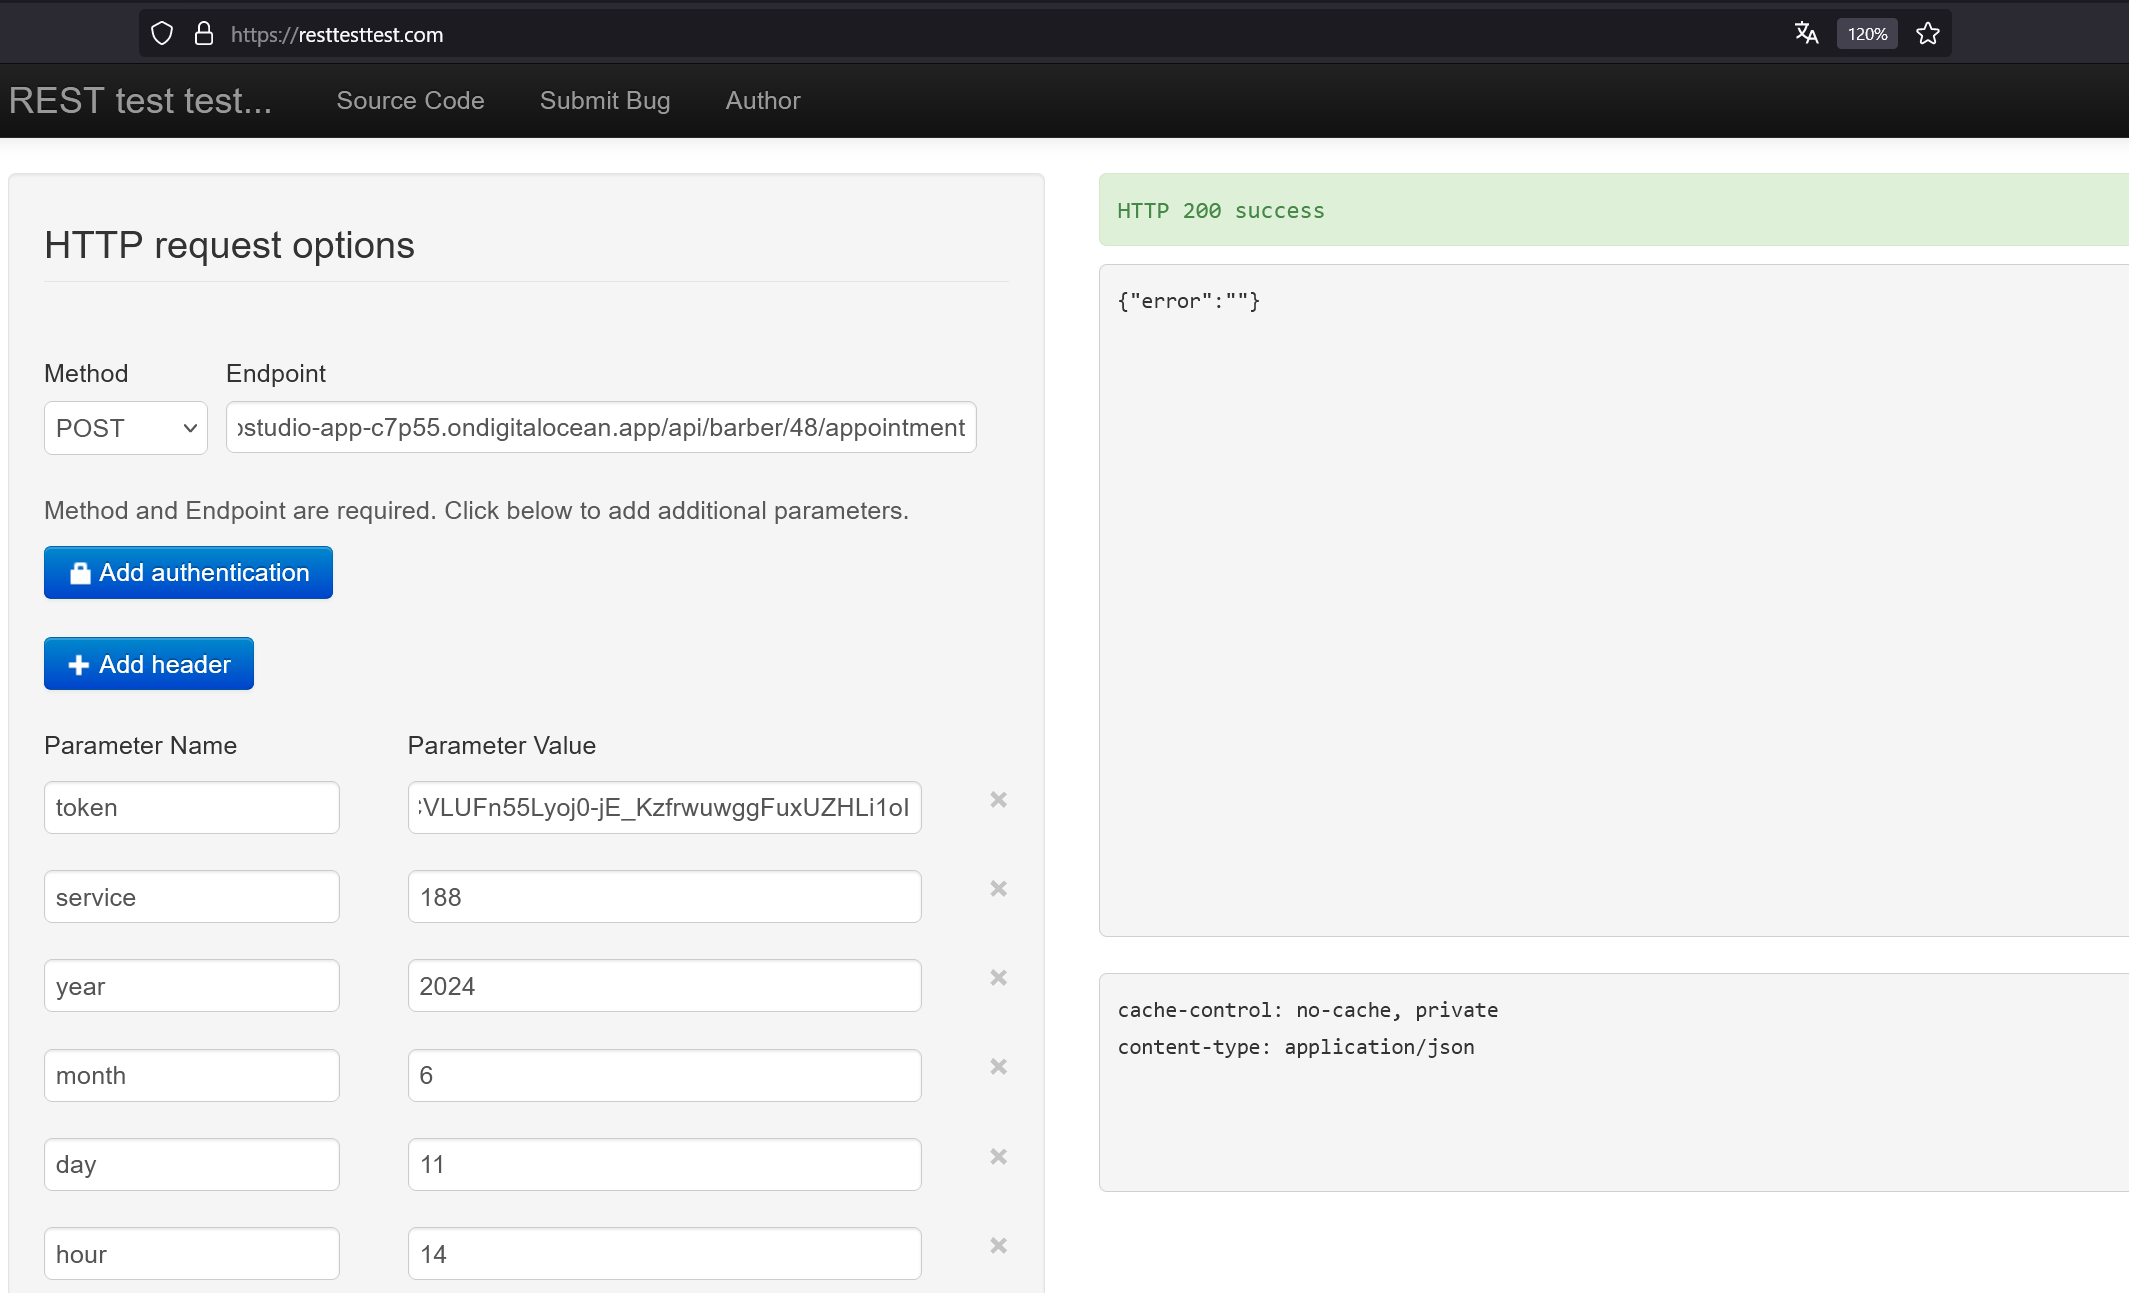 https://resttesttest.com
120%
REST test test...
Source Code
Submit Bug
Author
HTTP request options
Method
Endpoint
POST
ostudio-app-c7p55.ondigitalocean.app/api/barber/48/appointment
Method and Endpoint are required. Click below to add additional parameters.
Add authentication
Add header
Parameter Name
Parameter Value
token
VLUFn55Lyoj0-jE_KzfrwuwggFuxUZHLi1oI
service
188
year
2024
month
6
day
11
hour
14
HTTP 200 success
{"error":""}
cache-control: no-cache, private
content-type: application/json